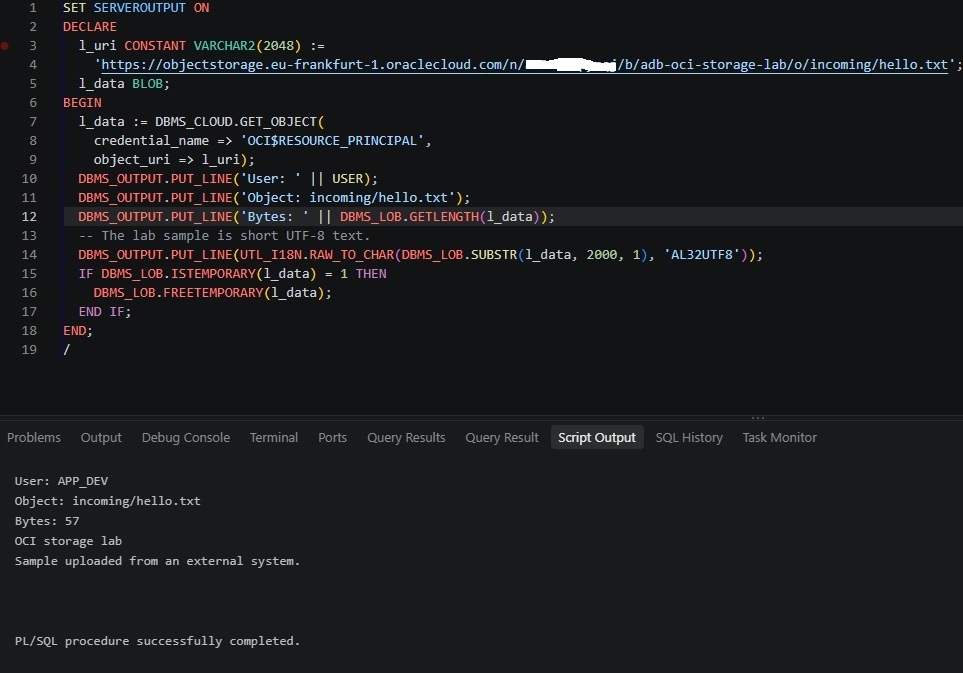 1 SET SERVEROUTPUT ON
2 DECLARE
3 l_uri CONSTANT VARCHAR2(2048) :=
4 'https://objectstorage.eu-frankfurt-1.oraclecloud.com/n/ /b/adb-oci-storage-lab/o/incoming/hello.txt';
5 l_data BLOB;
6 BEGIN
7 l_data := DBMS_CLOUD.GET_OBJECT(
8 credential_name => 'OCI$RESOURCE_PRINCIPAL',
9 object_uri => l_uri);
10 DBMS_OUTPUT.PUT_LINE('User: ' || USER);
11 DBMS_OUTPUT.PUT_LINE('Object: incoming/hello.txt');
12 DBMS_OUTPUT.PUT_LINE('Bytes: ' || DBMS_LOB.GETLENGTH(l_data));
13 -- The lab sample is short UTF-8 text.
14 DBMS_OUTPUT.PUT_LINE(UTL_I18N.RAW_TO_CHAR(DBMS_LOB.SUBSTR(l_data, 2000, 1), 'AL32UTF8'));
15 IF DBMS_LOB.ISTEMPORARY(l_data) = 1 THEN
16 DBMS_LOB.FREETEMPORARY(l_data);
17 END IF;
18 END;
19 /
Problems Output Debug Console Terminal Ports Query Results Query Result Script Output SQL History Task Monitor
User: APP_DEV
Object: incoming/hello.txt
Bytes: 57
OCI storage lab
Sample uploaded from an external system.
PL/SQL procedure successfully completed.